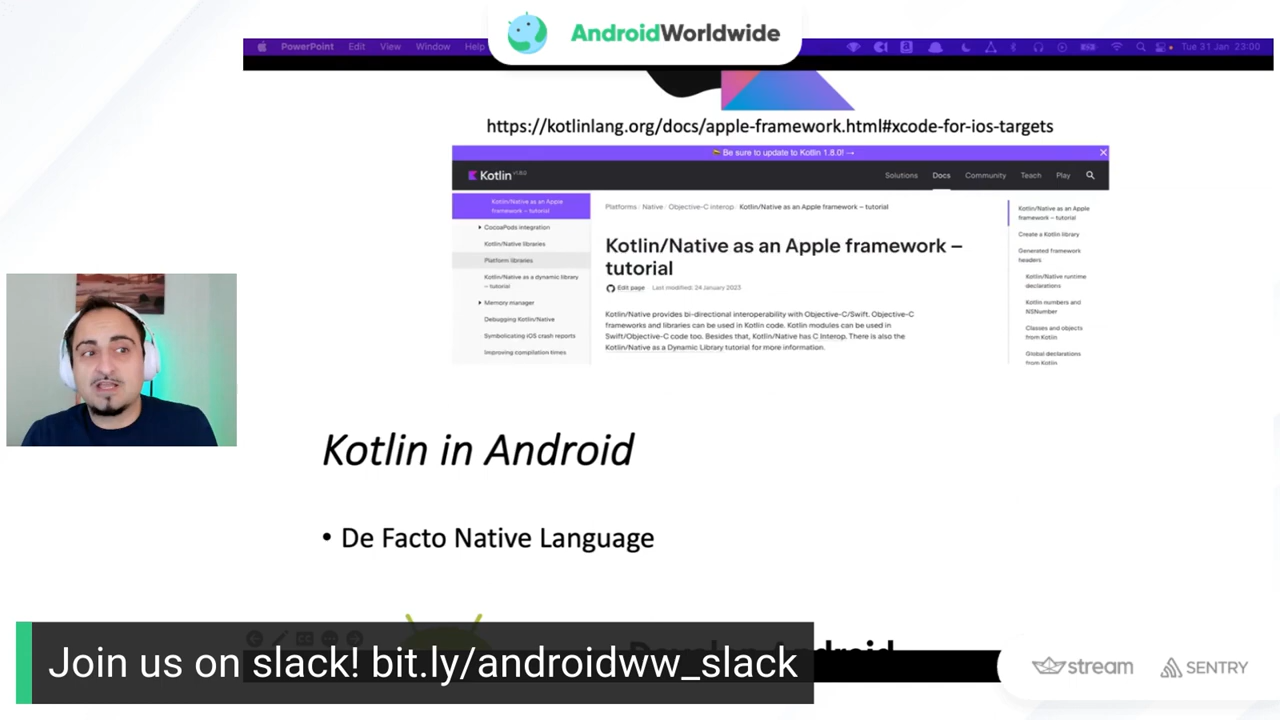 AndroidWorldwide
PowerPoint Edit View Window Help
Tue 31 Jan 23:00
https://kotlinlang.org/docs/apple-framework.html#xcode-for-ios-targets
Be sure to update to Kotlin 1.8.0! →
Kotlin
Solutions Docs Community Teach Play
Kotlin/Native as an Apple
framework – tutorial
CocoaPods integration
Kotlin/Native libraries
Platform libraries
Kotlin/Native as a dynamic library
– tutorial
Memory manager
Debugging Kotlin/Native
Symbolicating iOS crash reports
Improving compilation times
Platforms Native Objective-C interop Kotlin/Native as an Apple framework – tutorial
Kotlin/Native as an Apple framework –
tutorial
Edit page Last modified: 24 January 2023
Kotlin/Native provides bi-directional interoperability with Objective-C/Swift. Objective-C
frameworks and libraries can be used in Kotlin code. Kotlin modules can be used in
Swift/Objective-C code too. Besides that, Kotlin/Native has C Interop. There is also the
Kotlin/Native as a Dynamic Library tutorial for more information.
Kotlin/Native as an Apple
framework – tutorial
Create a Kotlin library
Generated framework
headers
Kotlin/Native runtime
declarations
Kotlin numbers and
NSNumber
Classes and objects
from Kotlin
Global declarations
from Kotlin
Kotlin in Android
• De Facto Native Language
Join us on slack! bit.ly/androidww_slack
stream
SENTRY